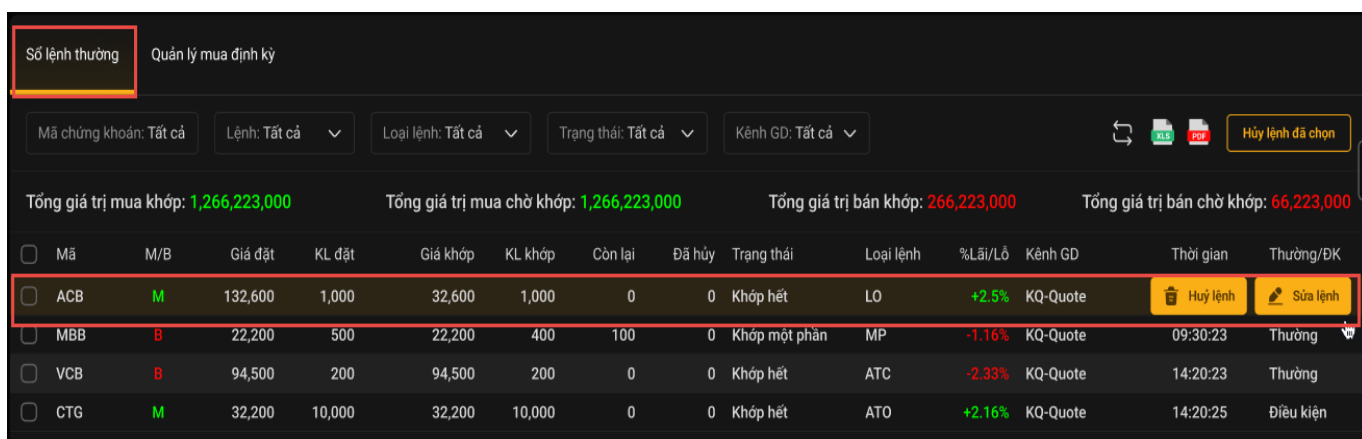 Sổ lệnh thường Quản lý mua định kỳ
Mã chứng khoán: Tất cả Lệnh: Tất cả Loại lệnh: Tất cả Trạng thái: Tất cả Kênh GD: Tất cả XLS PDF Hủy lệnh đã chọn
Tổng giá trị mua khớp: 1,266,223,000 Tổng giá trị mua chờ khớp: 1,266,223,000 Tổng giá trị bán khớp: 266,223,000 Tổng giá trị bán chờ khớp: 66,223,000
Mã M/B Giá đặt KL đặt Giá khớp KL khớp Còn lại Đã hủy Trạng thái Loại lệnh %Lãi/Lỗ Kênh GD Thời gian Thường/ĐK
ACB M 132,600 1,000 32,600 1,000 0 0 Khớp hết LO +2.5% KQ-Quote Huỷ lệnh Sửa lệnh
MBB B 22,200 500 22,200 400 100 0 Khớp một phần MP -1.16% KQ-Quote 09:30:23 Thường
VCB B 94,500 200 94,500 200 0 0 Khớp hết ATC -2.33% KQ-Quote 14:20:23 Thường
CTG M 32,200 10,000 32,200 10,000 0 0 Khớp hết ATO +2.16% KQ-Quote 14:20:25 Điều kiện